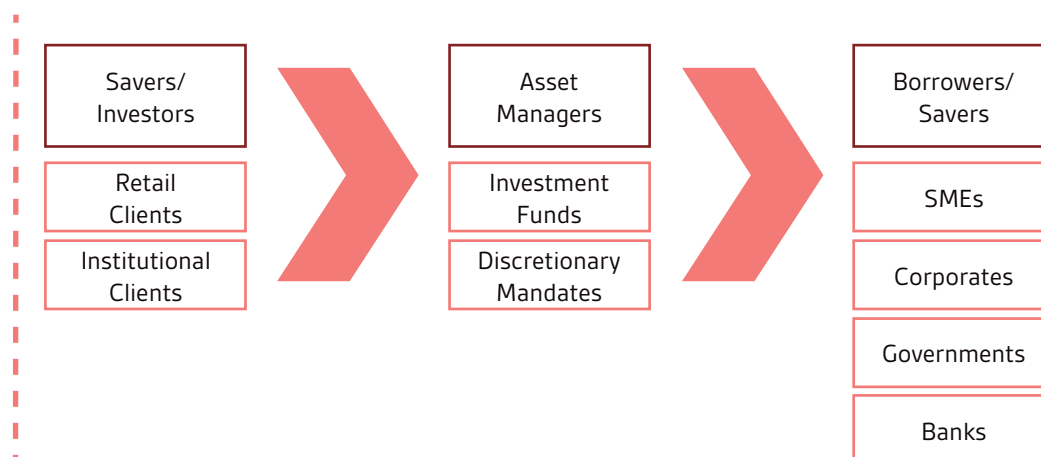 Savers/
Investors
Retail
Clients
Institutional
Clients
Asset
Managers
Investment
Funds
Discretionary
Mandates
Borrowers/
Savers
SMEs
Corporates
Governments
Banks